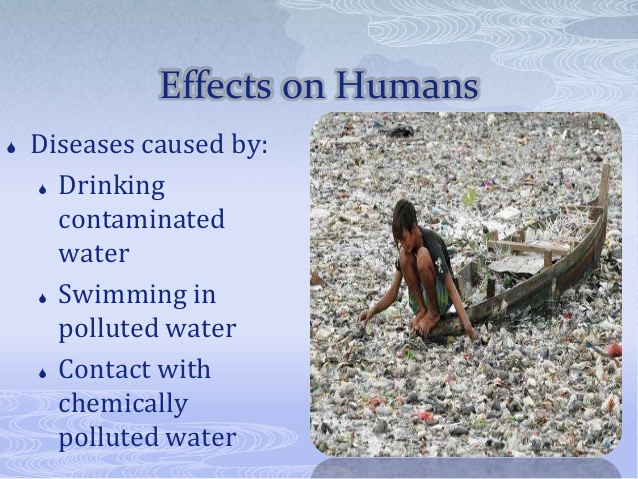 Effects on Humans
Diseases caused by:
Drinking
contaminated
water
Swimming in
polluted water
Contact with
chemically
polluted water